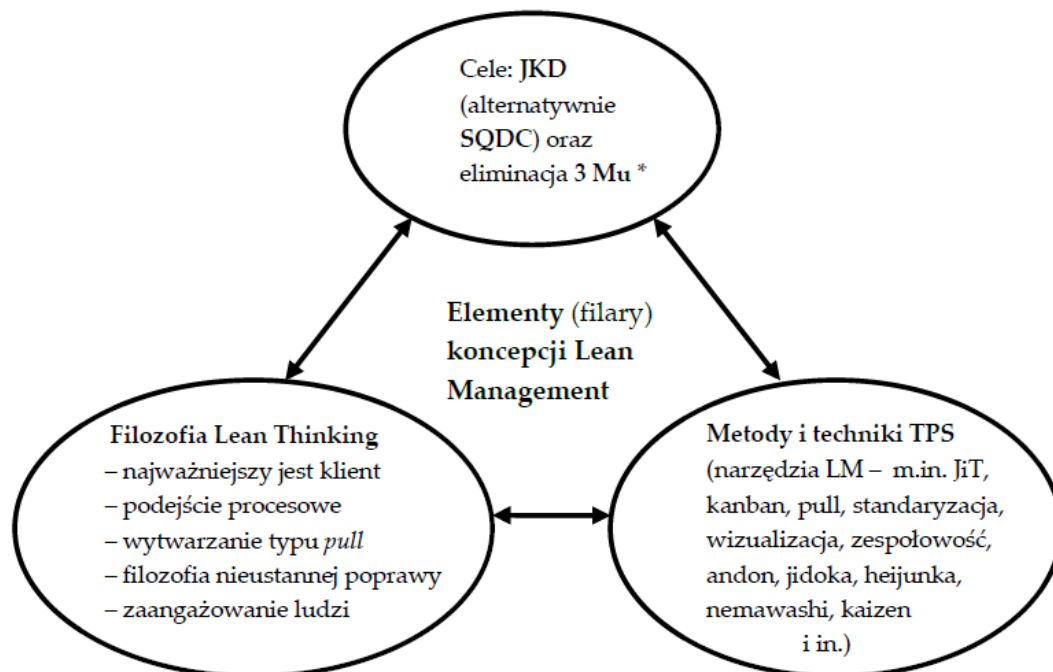 Cele: JKD
(alternatywnie
SQDC) oraz
eliminacja 3 Mu *
Elementy (filary)
koncepcji Lean
Management
Filozofia Lean Thinking
– najważniejszy jest klient
– podejście procesowe
– wytwarzanie typu pull
– filozofia nieustannej poprawy
– zaangażowanie ludzi
Metody i techniki TPS
(narzędzia LM – m.in. JiT,
kanban, pull, standaryzacja,
wizualizacja, zespołowość,
andon, jidoka, heijunka,
nemawashi, kaizen
i in.)